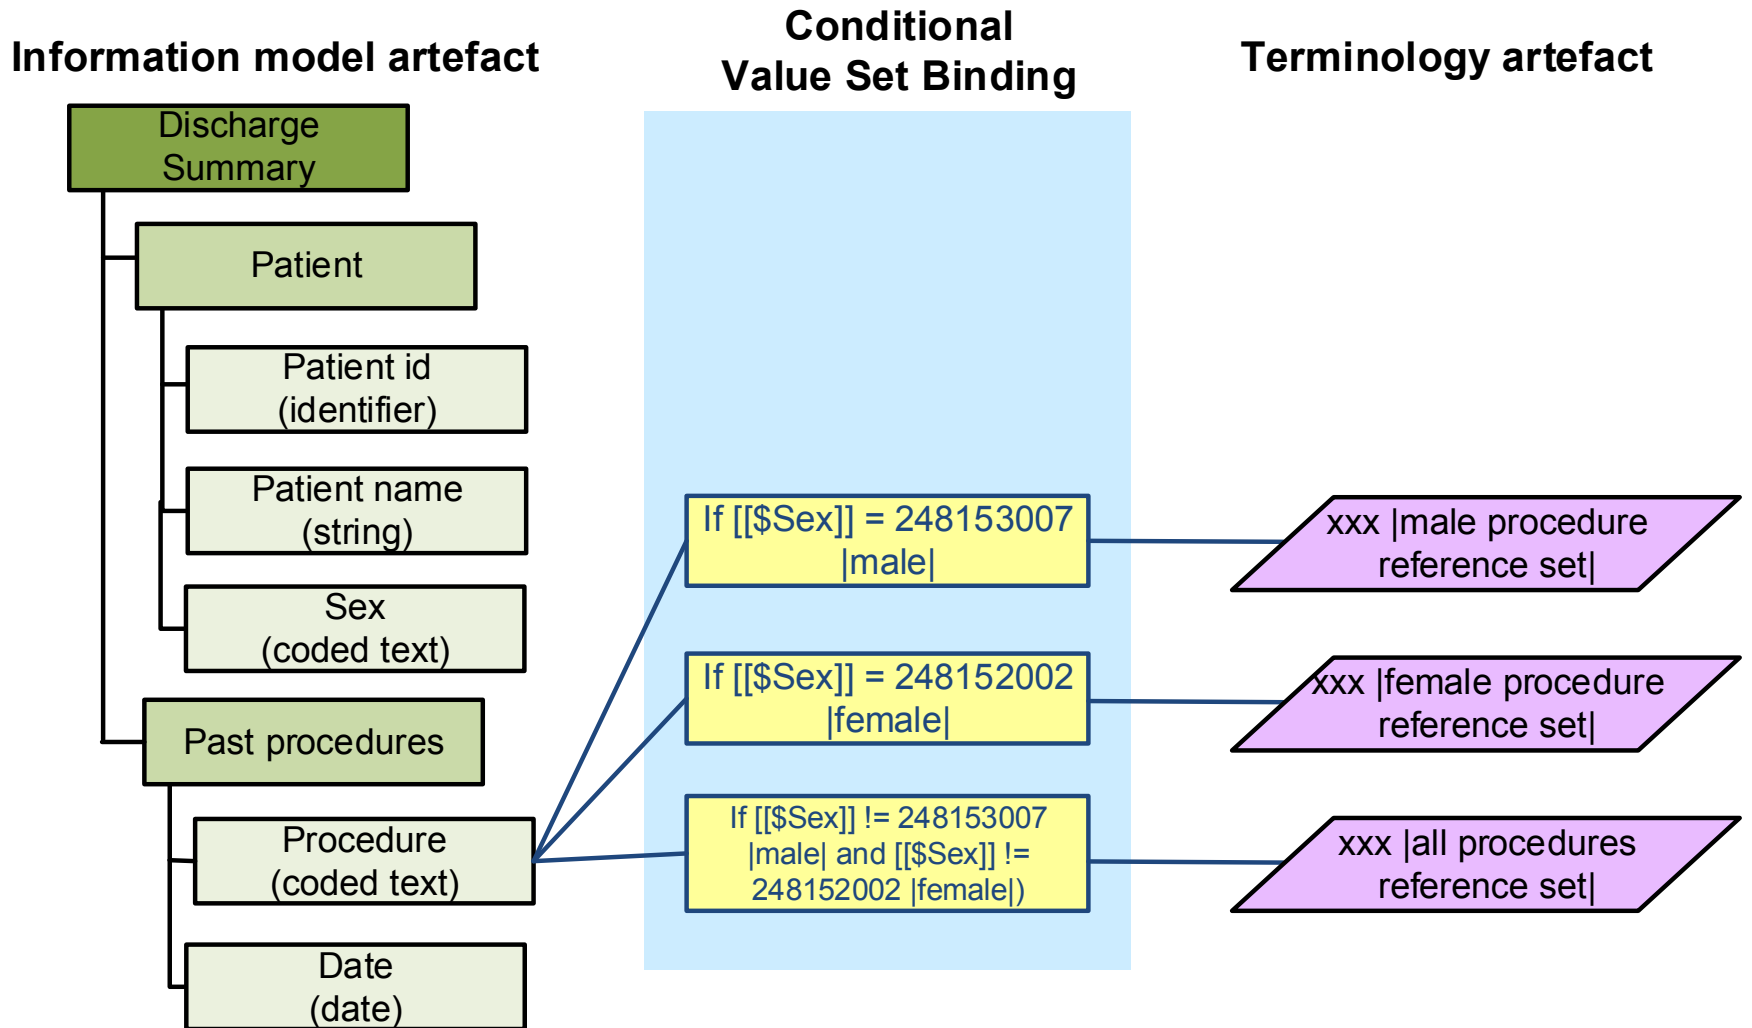 Information model artefact
Conditional
Value Set Binding
Terminology artefact
Discharge
Summary
Patient
Patient id
(identifier)
Patient name
(string)
Sex
(coded text)
Past procedures
Procedure
(coded text)
Date
(date)
If [[$Sex]] = 248153007
|male|
If [[$Sex]] = 248152002
|female|
If [[$Sex]] != 248153007
|male| and [[$Sex]] !=
248152002 |female|)
xxx |male procedure
reference set|
xxx |female procedure
reference set|
xxx |all procedures
reference set|